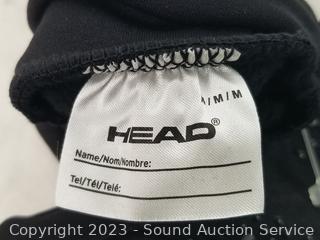 /M/M
HEAD®
Name/Nom/Nombre:
Tel/Tél/Telé:
Copyright 2023 - Sound Auction Service